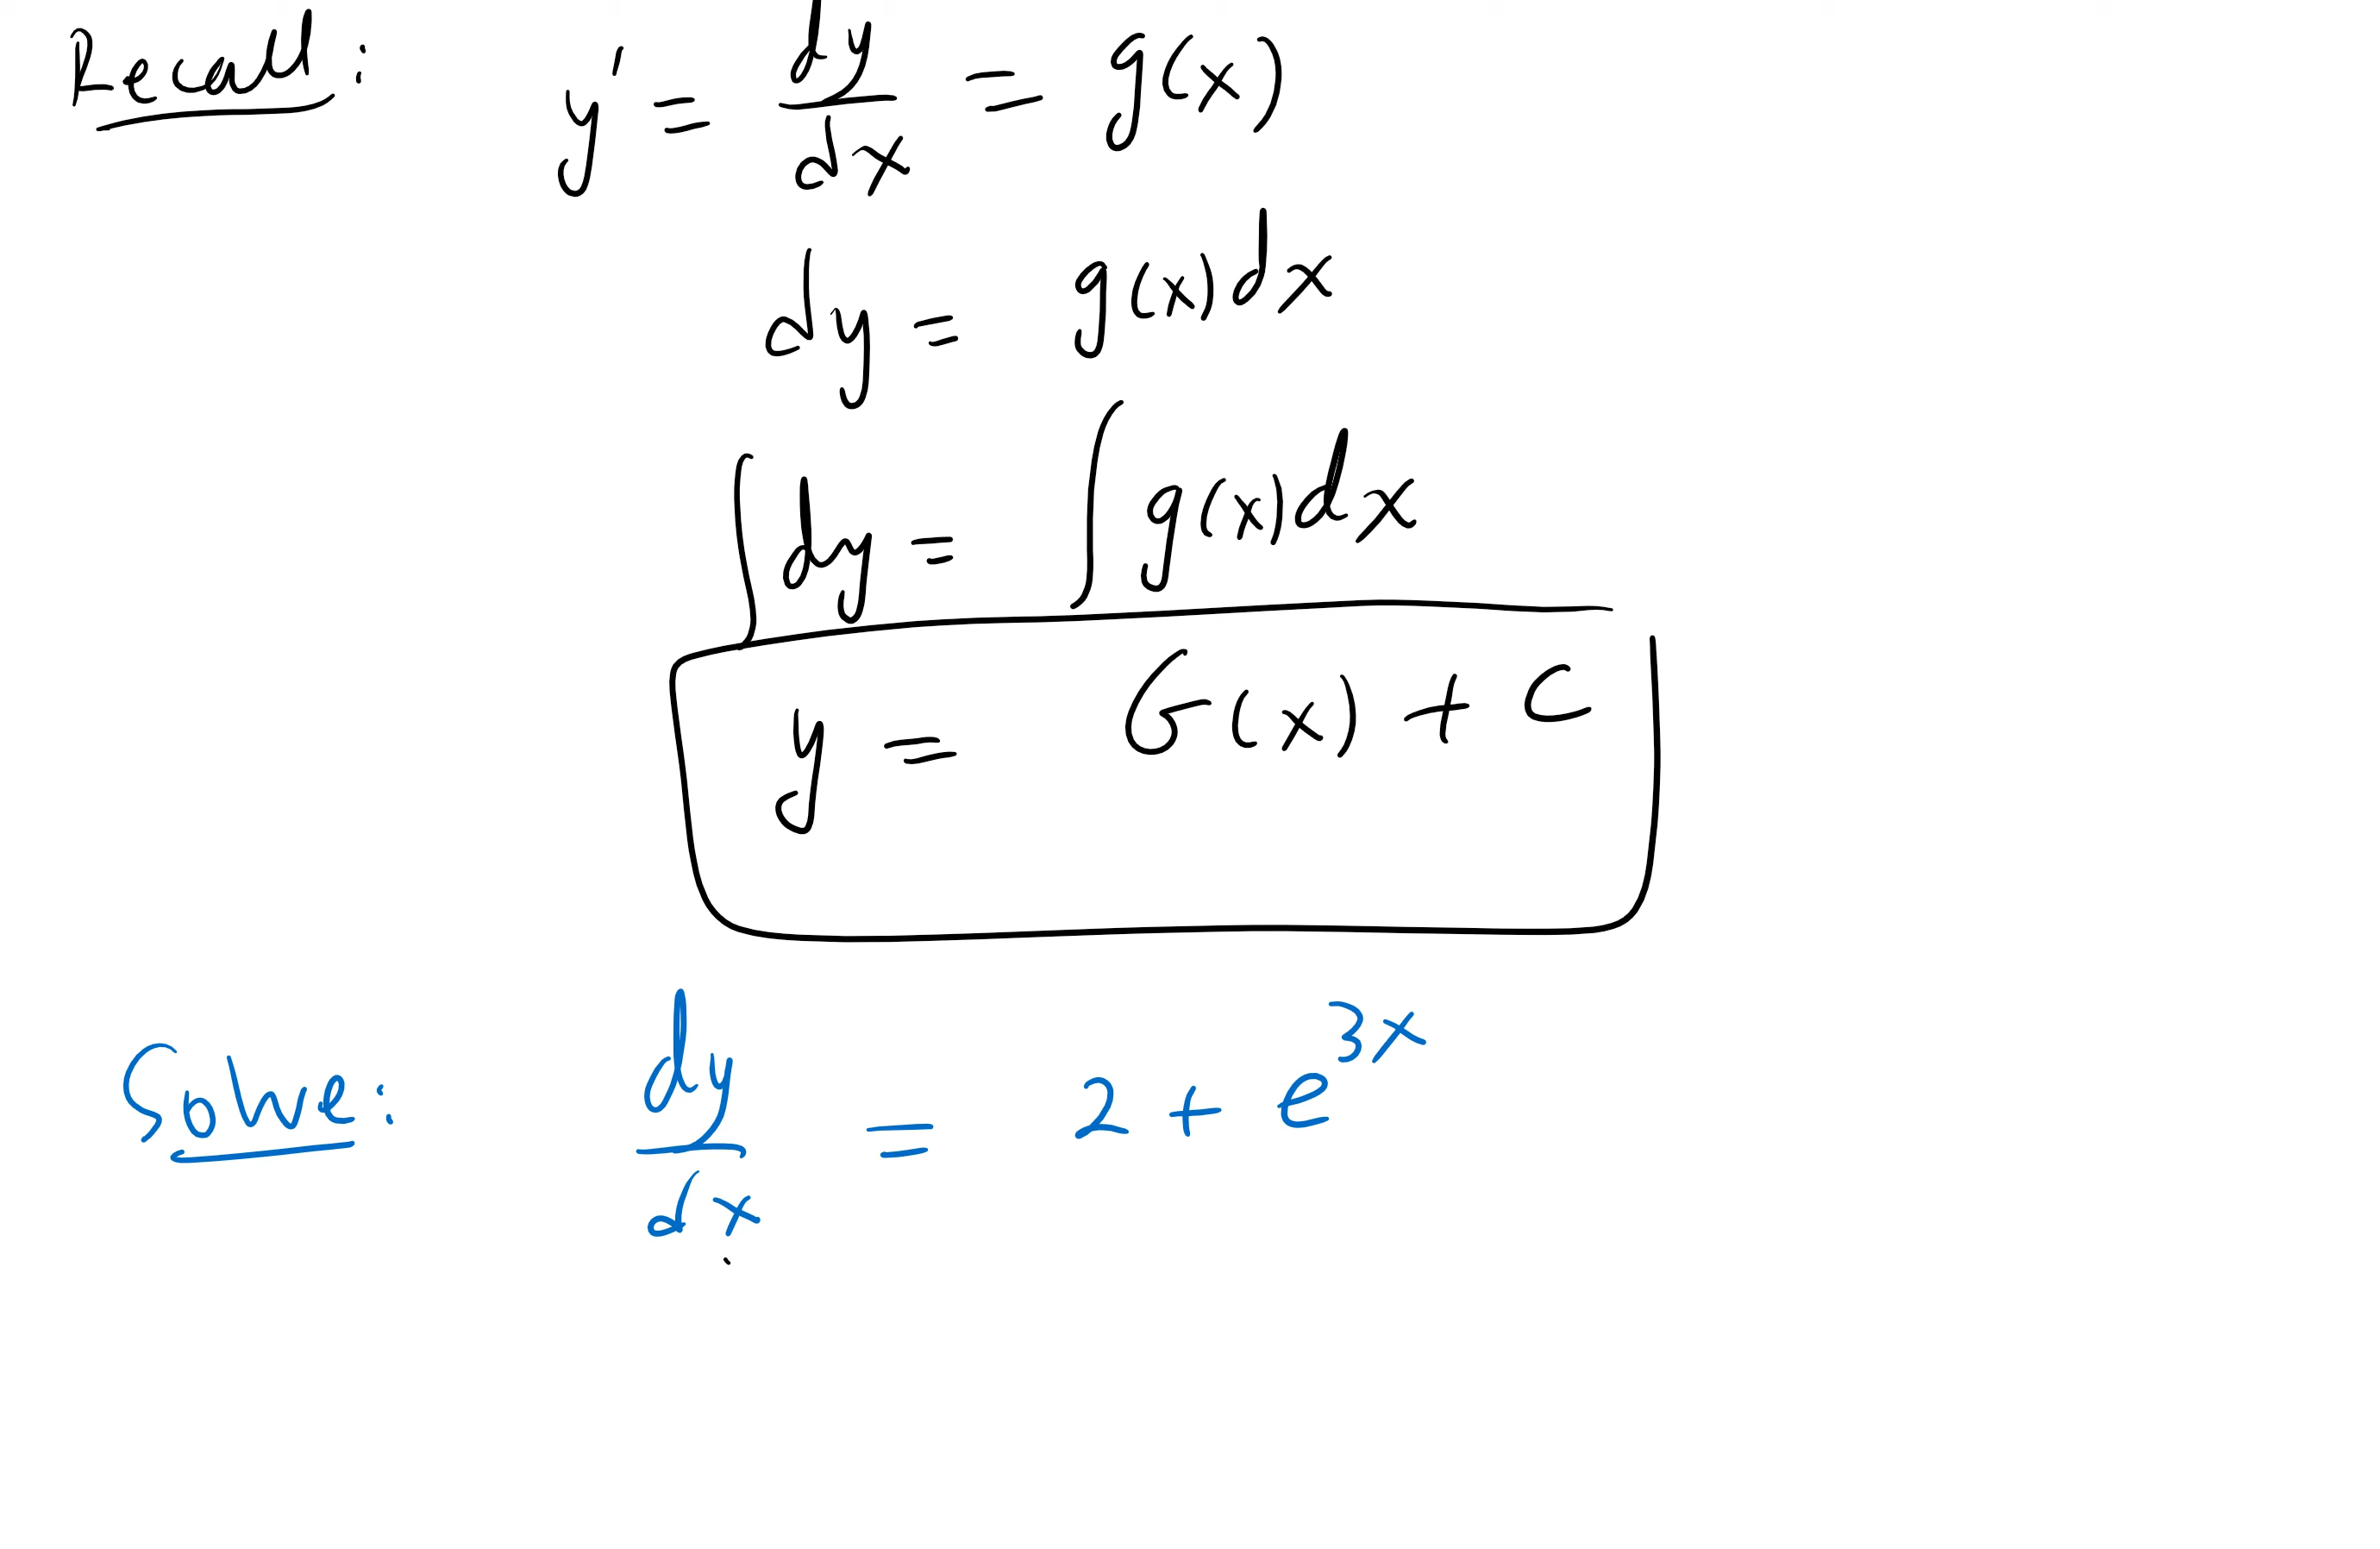 Recall: y' = dy/dx = g(x)
dy = g(x)dx
∫dy = ∫g(x)dx
y = G(x) + C
Solve: dy/dx = 2 + e^{3x}